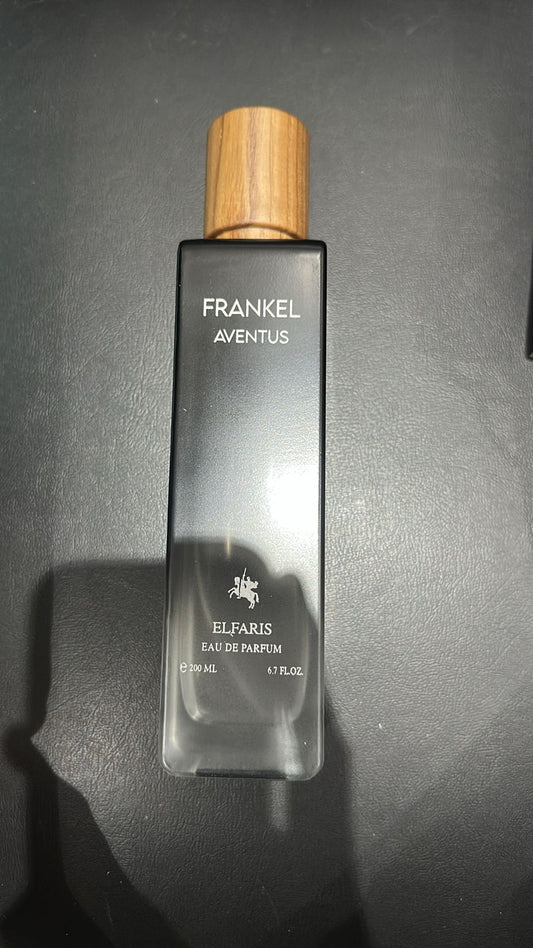 FRANKEL
AVENTUS
ELFARIS
EAU DE PARFUM
℮ 200 ML 6.7 FL.OZ.